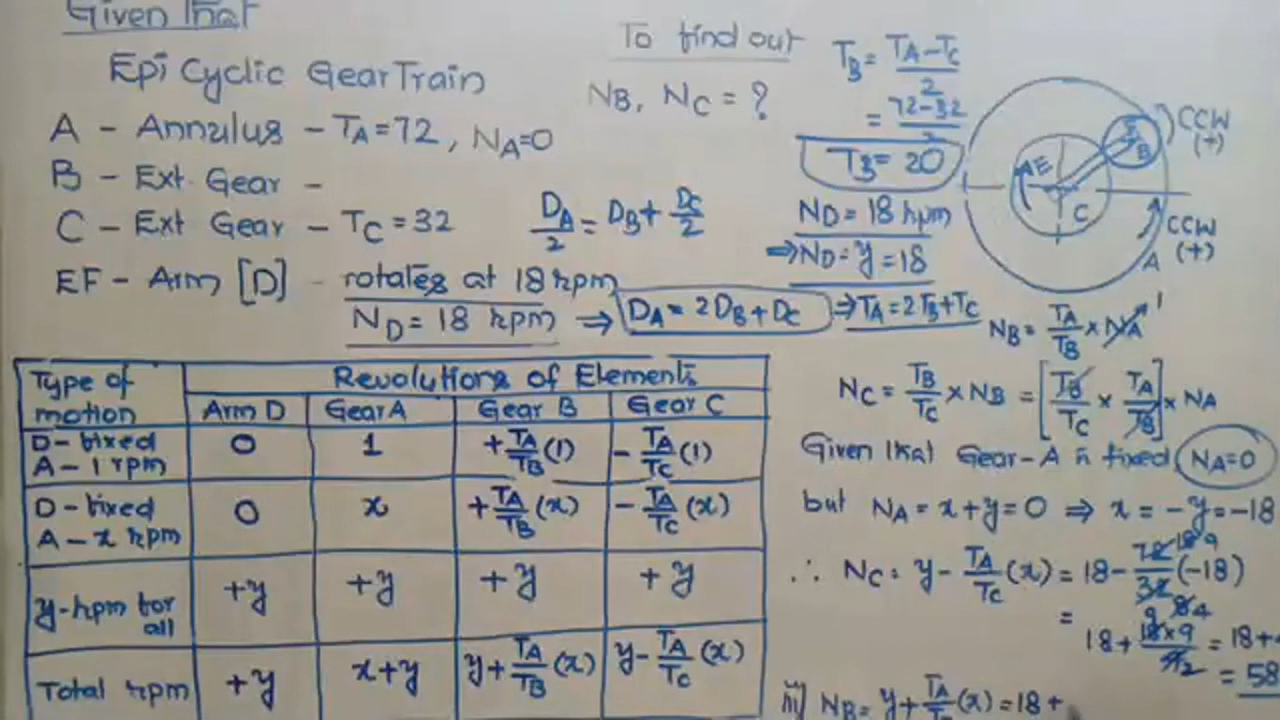 Given that
Epi Cyclic Gear Train
A - Annulus - TA = 72, NA=0
B - Ext. Gear -
C - Ext Gear - TC = 32
EF - Arm [D] - rotates at 18 rpm
ND = 18 rpm
To find out
NB, NC = ?
DA/2 = DB + DC/2
⇒ DA = 2DB + DC ⇒ TA = 2TB+TC
TB = (TA-TC)/2
= (72-32)/2
TB = 20
ND = 18 rpm
⇒ ND = y = 18
CCW
(+)
E
F
B
C
CCW
(+)
A
Type of motion | Revolutions of Elements
Arm D | Gear A | Gear B | Gear C
D - fixed A - 1 rpm | 0 | 1 | +TA/TB (1) | -TA/TC (1)
D - fixed A - x rpm | 0 | x | +TA/TB (x) | -TA/TC (x)
y-rpm for all | +y | +y | +y | +y
Total rpm | +y | x+y | y+TA/TB (x) | y-TA/TC (x)
NB = TA/TB × NA 1
NC = TB/TC × NB = [TB/TC × TA/TB] × NA
Given that Gear-A is fixed NA=0
but NA = x+y = 0 ⇒ x = -y = -18
∴ NC = y - TA/TC (x) = 18 - 72/32 (-18)
= 18 + 18×9/ = 18+
= 58
ii) NB = y + TA/ (x) = 18 +